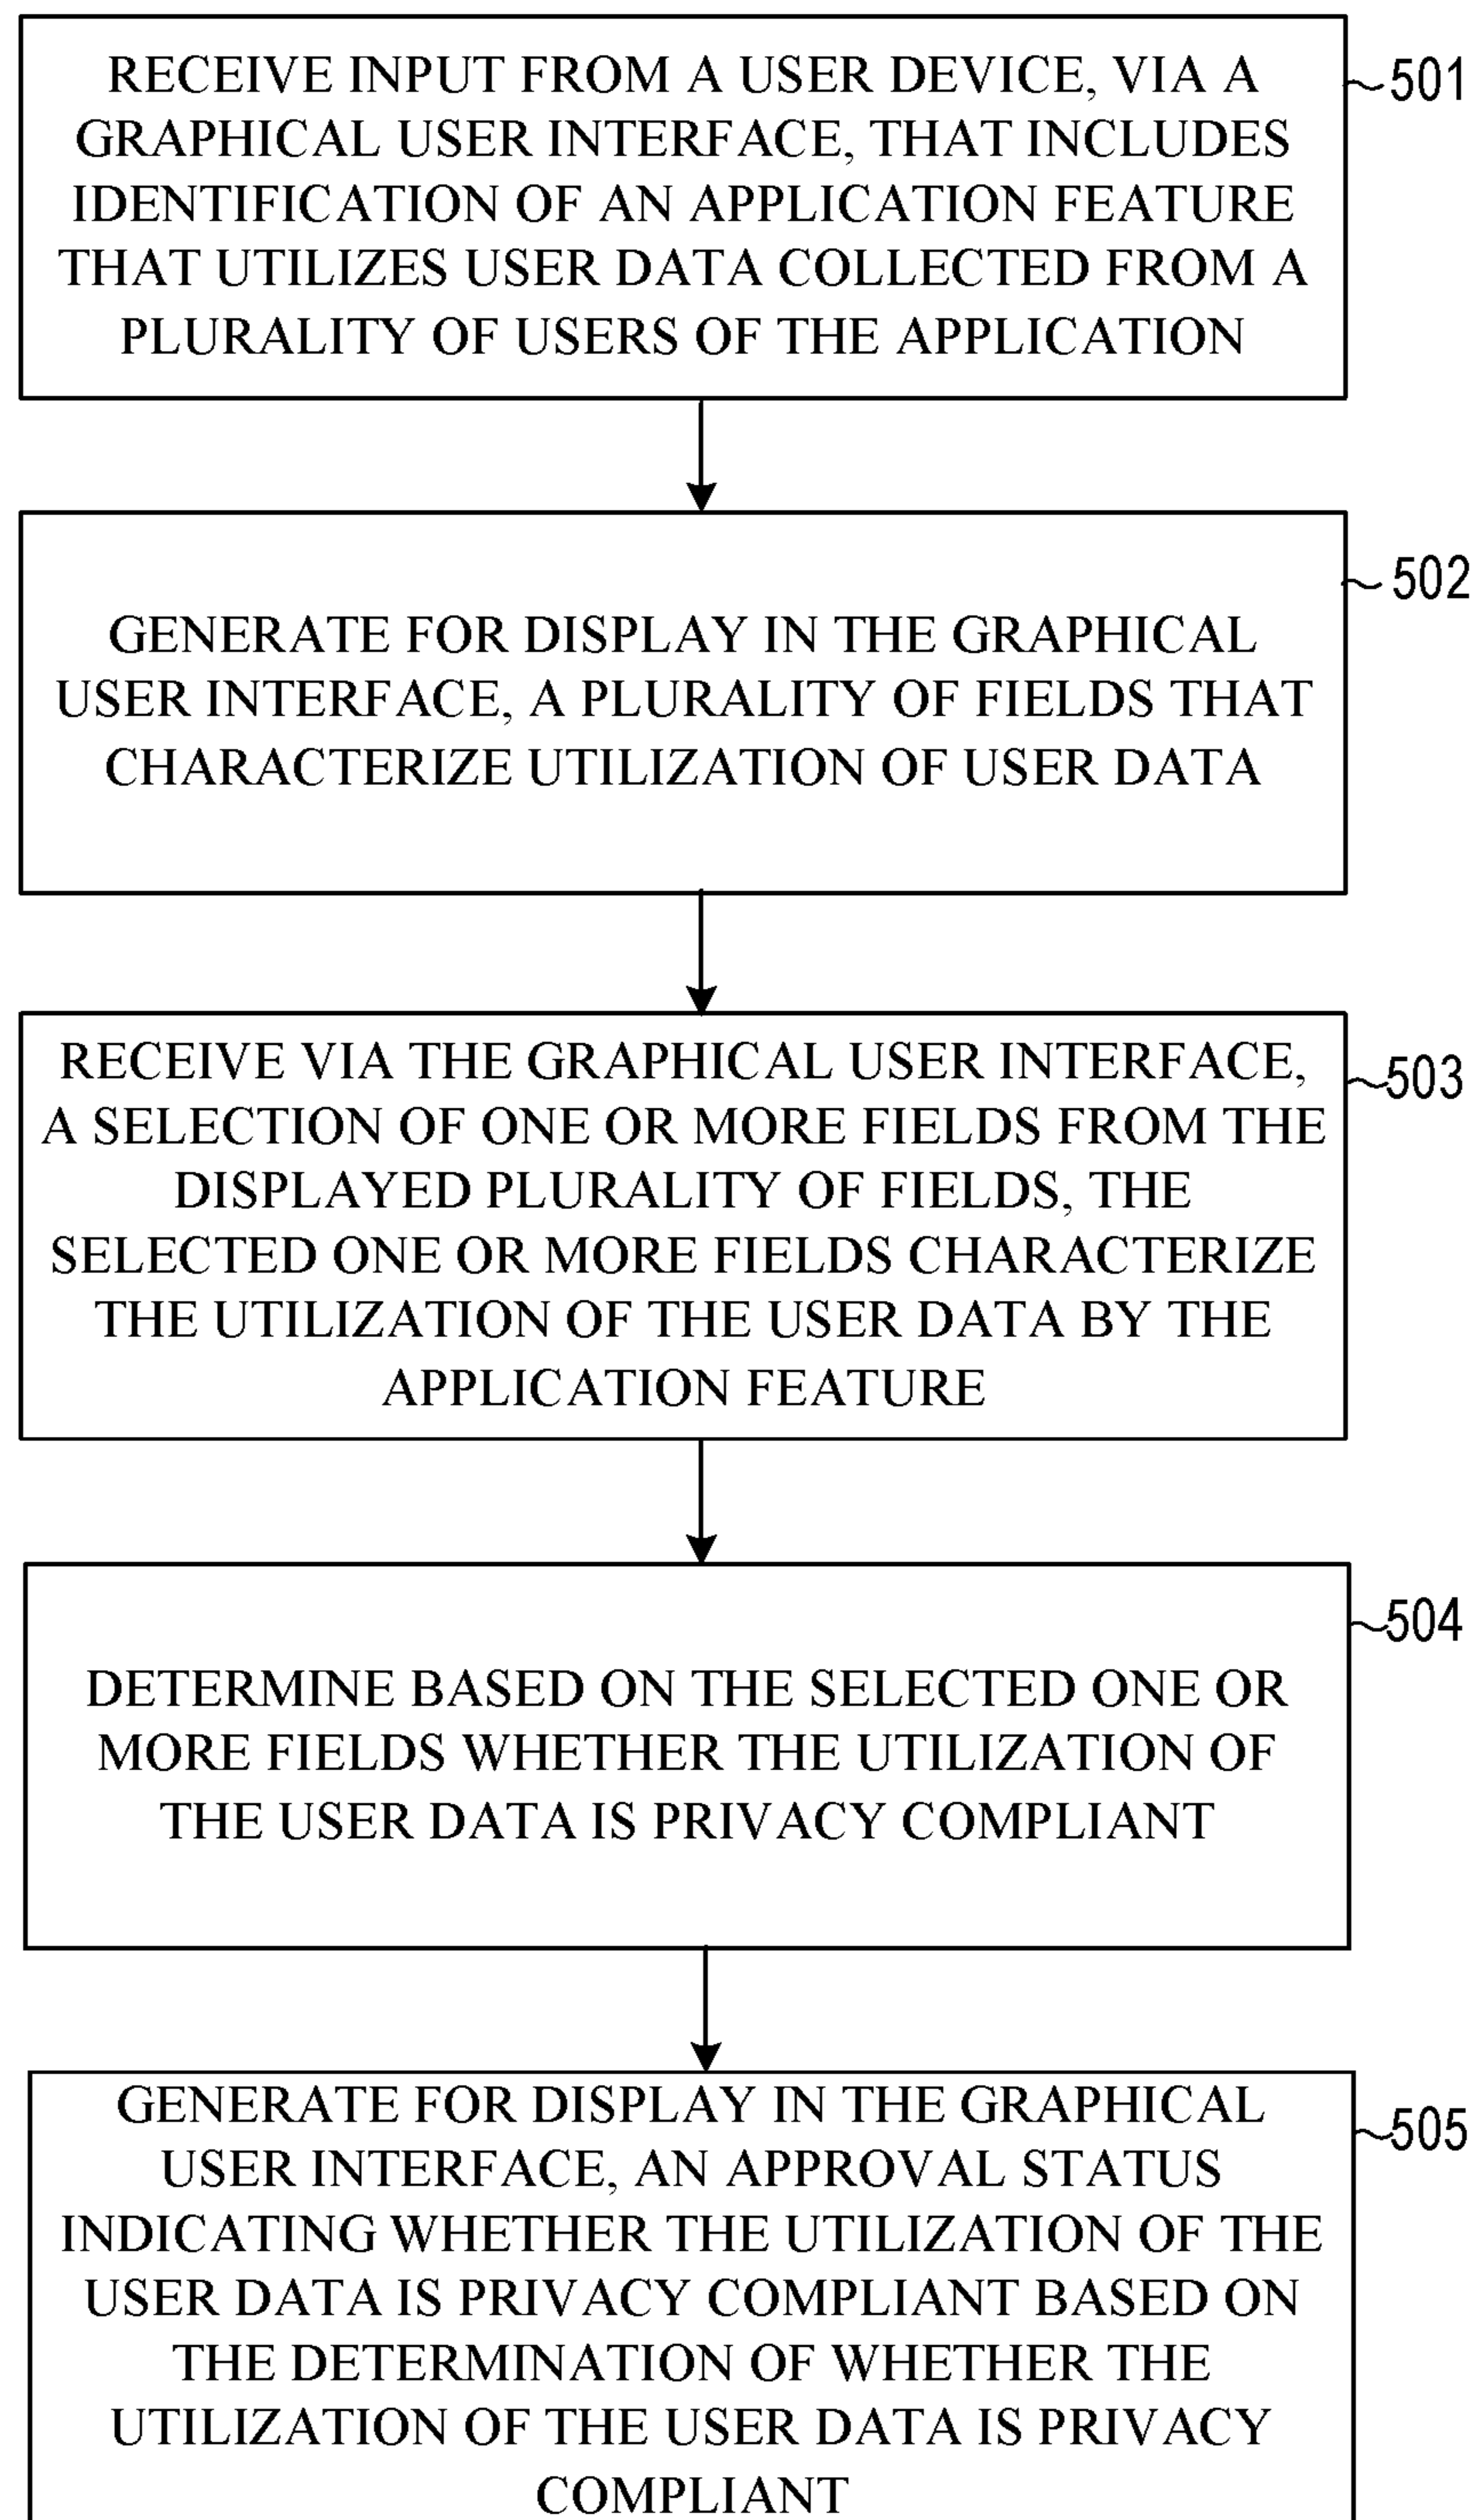 RECEIVE INPUT FROM A USER DEVICE, VIA A
GRAPHICAL USER INTERFACE, THAT INCLUDES
IDENTIFICATION OF AN APPLICATION FEATURE
THAT UTILIZES USER DATA COLLECTED FROM A
PLURALITY OF USERS OF THE APPLICATION
501
GENERATE FOR DISPLAY IN THE GRAPHICAL
USER INTERFACE, A PLURALITY OF FIELDS THAT
CHARACTERIZE UTILIZATION OF USER DATA
502
RECEIVE VIA THE GRAPHICAL USER INTERFACE,
A SELECTION OF ONE OR MORE FIELDS FROM THE
DISPLAYED PLURALITY OF FIELDS, THE
SELECTED ONE OR MORE FIELDS CHARACTERIZE
THE UTILIZATION OF THE USER DATA BY THE
APPLICATION FEATURE
503
DETERMINE BASED ON THE SELECTED ONE OR
MORE FIELDS WHETHER THE UTILIZATION OF
THE USER DATA IS PRIVACY COMPLIANT
504
GENERATE FOR DISPLAY IN THE GRAPHICAL
USER INTERFACE, AN APPROVAL STATUS
INDICATING WHETHER THE UTILIZATION OF THE
USER DATA IS PRIVACY COMPLIANT BASED ON
THE DETERMINATION OF WHETHER THE
UTILIZATION OF THE USER DATA IS PRIVACY
COMPLIANT
505